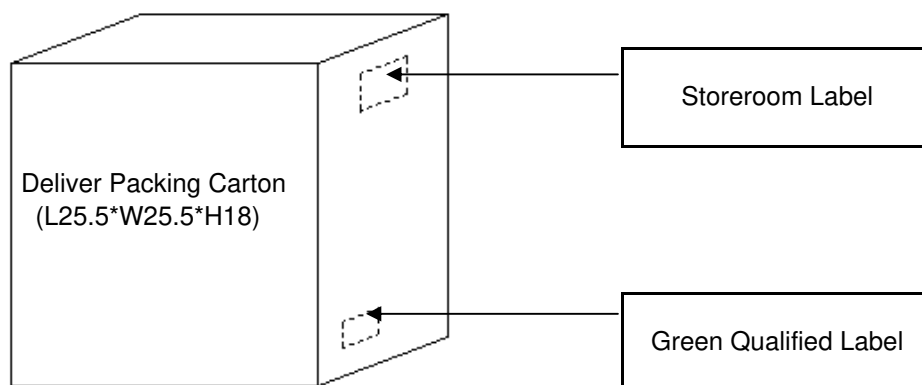 Storeroom Label
Deliver Packing Carton
(L25.5*W25.5*H18)
Green Qualified Label